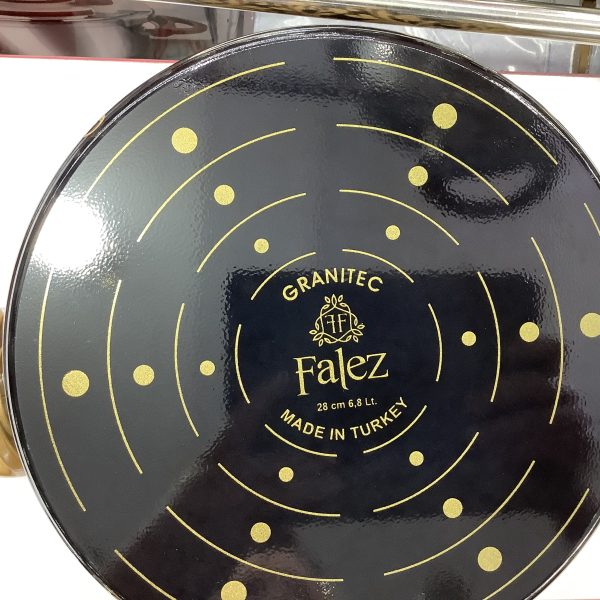 GRANITEC
FF
Falez
28 cm 6,8 Lt.
MADE IN TURKEY